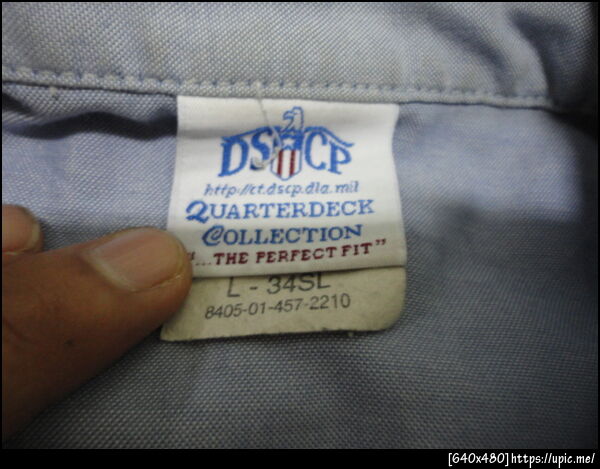 DSCP
http://ct.dscp.dla.mil
QUARTERDECK
COLLECTION
"...THE PERFECT FIT"
L - 34SL
8405-01-457-2210
[640x480]https://upic.me/